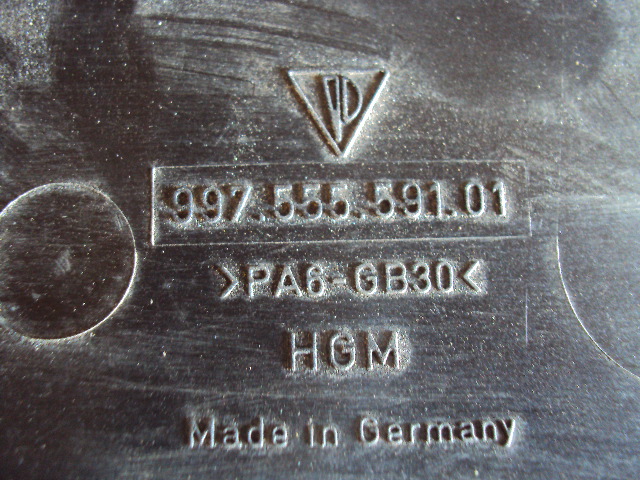 997.555.591.01
>PA6-GB30<
HGM
Made in Germany